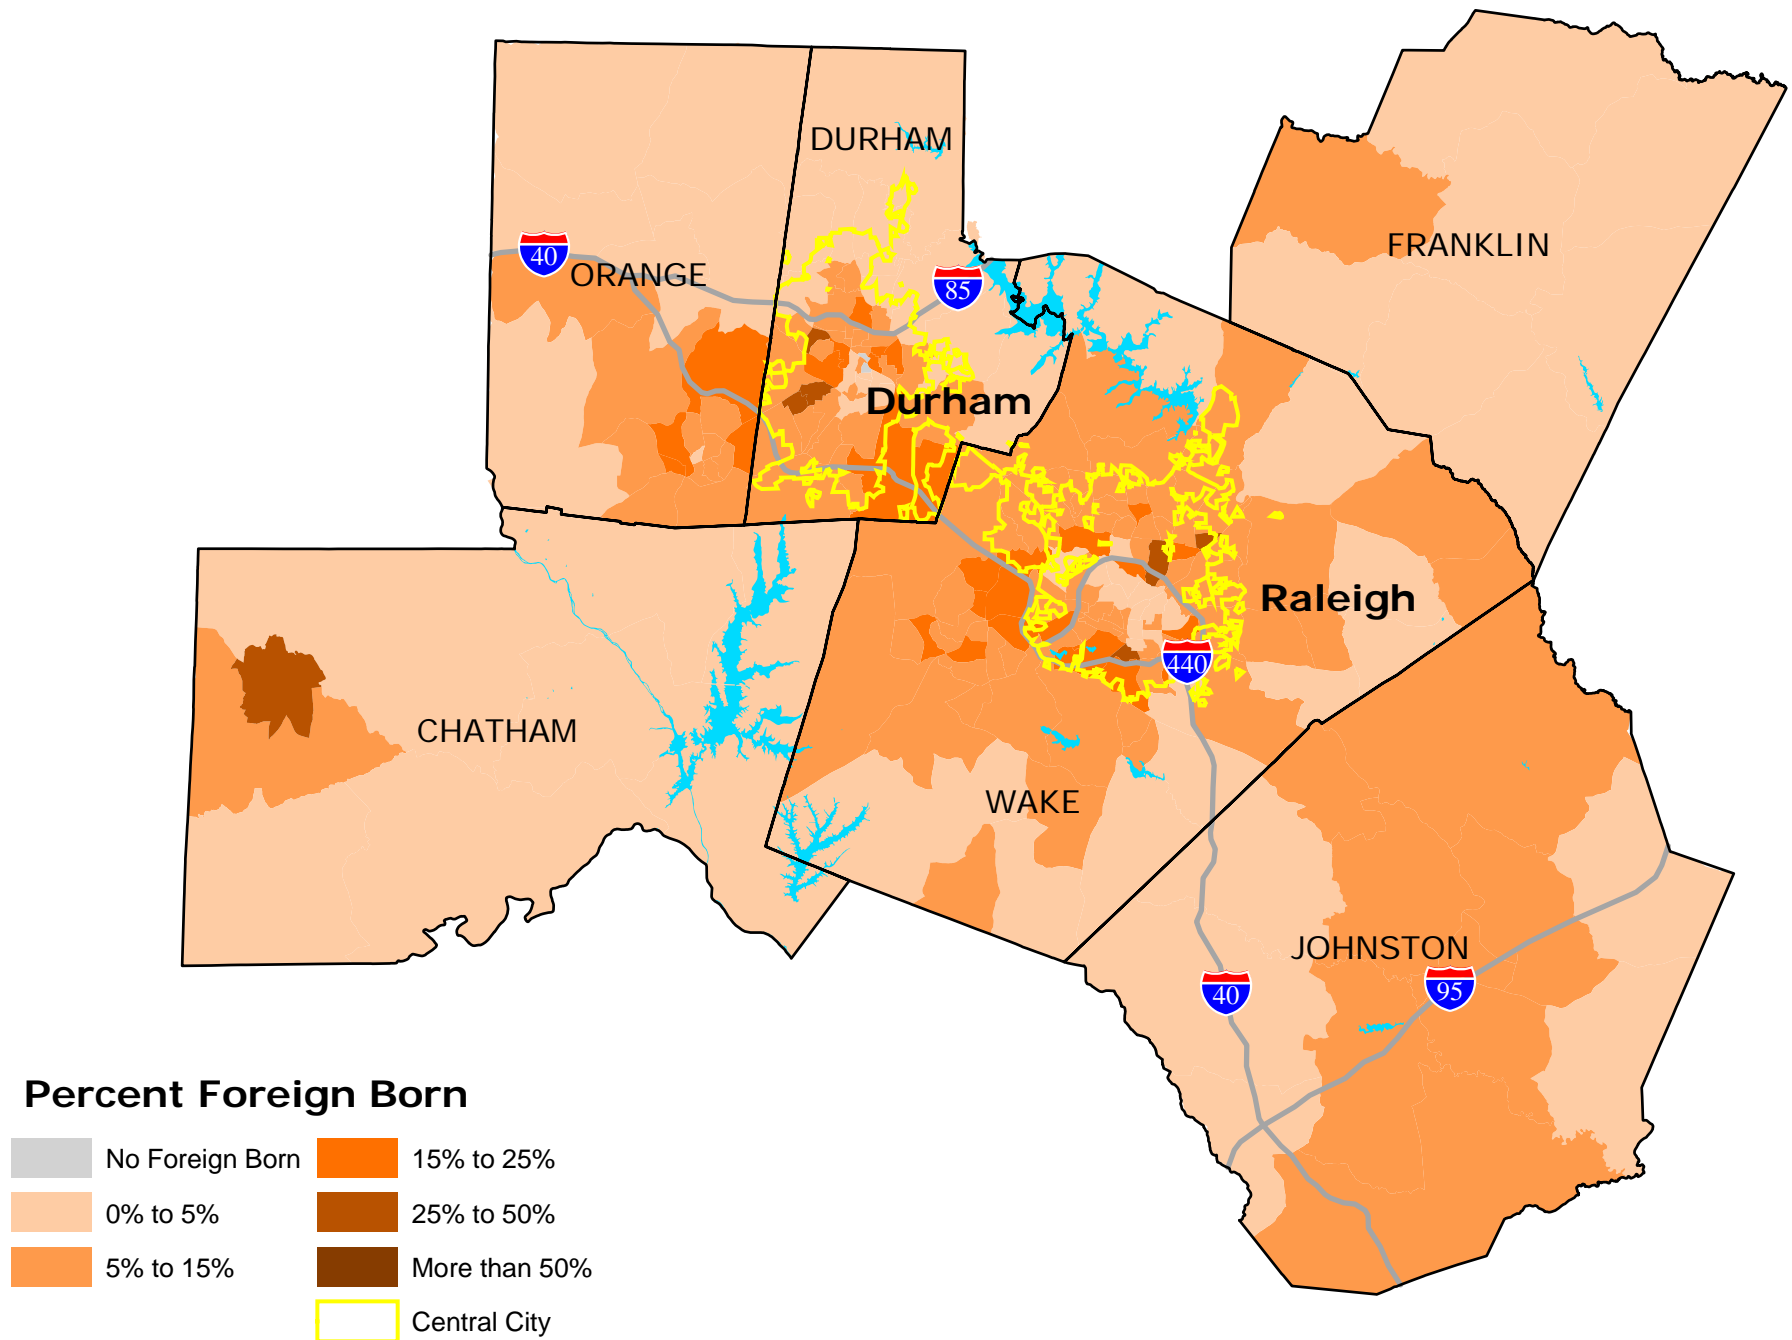 DURHAM
FRANKLIN
40
ORANGE
85
Durham
Raleigh
440
CHATHAM
WAKE
JOHNSTON
40
95
Percent Foreign Born
No Foreign Born
15% to 25%
0% to 5%
25% to 50%
5% to 15%
More than 50%
Central City